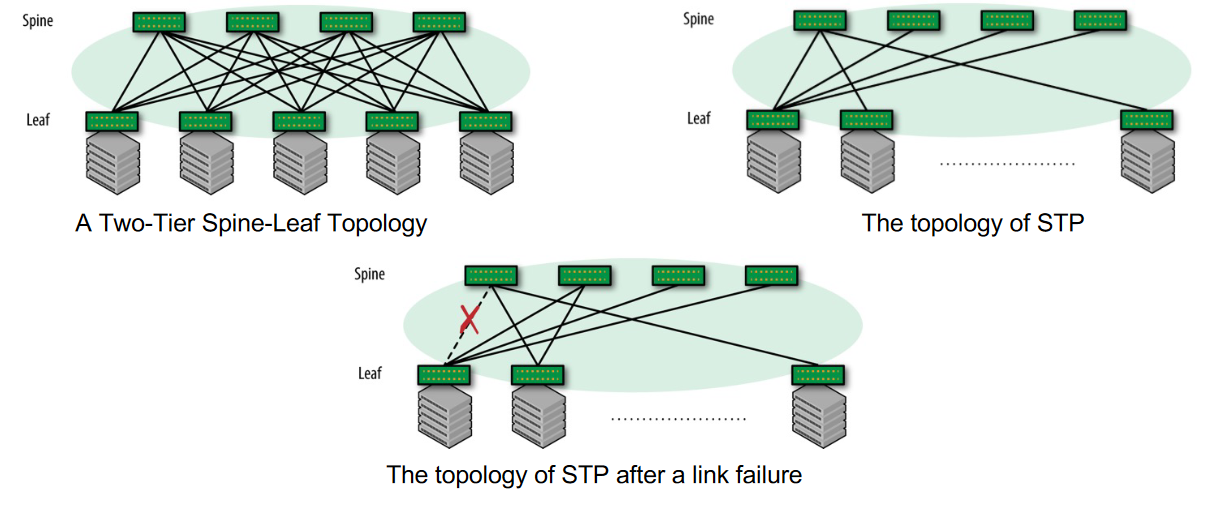 Spine
Leaf
A Two-Tier Spine-Leaf Topology
Spine
Leaf
The topology of STP
Spine
Leaf
The topology of STP after a link failure